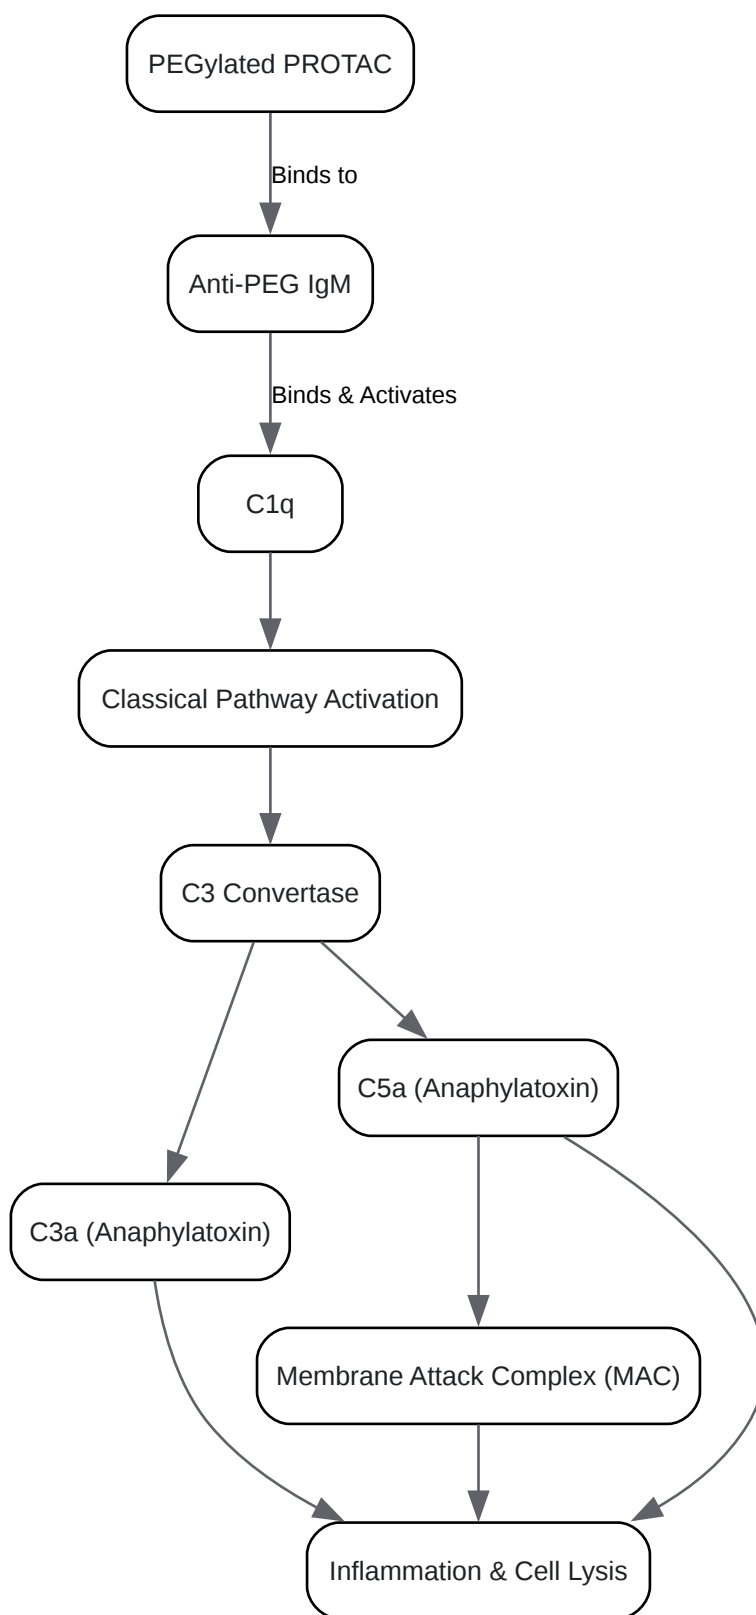 PEGylated PROTAC
Binds to
Anti-PEG IgM
Binds & Activates
C1q
Classical Pathway Activation
C3 Convertase
C5a (Anaphylatoxin)
C3a (Anaphylatoxin)
Membrane Attack Complex (MAC)
Inflammation & Cell Lysis